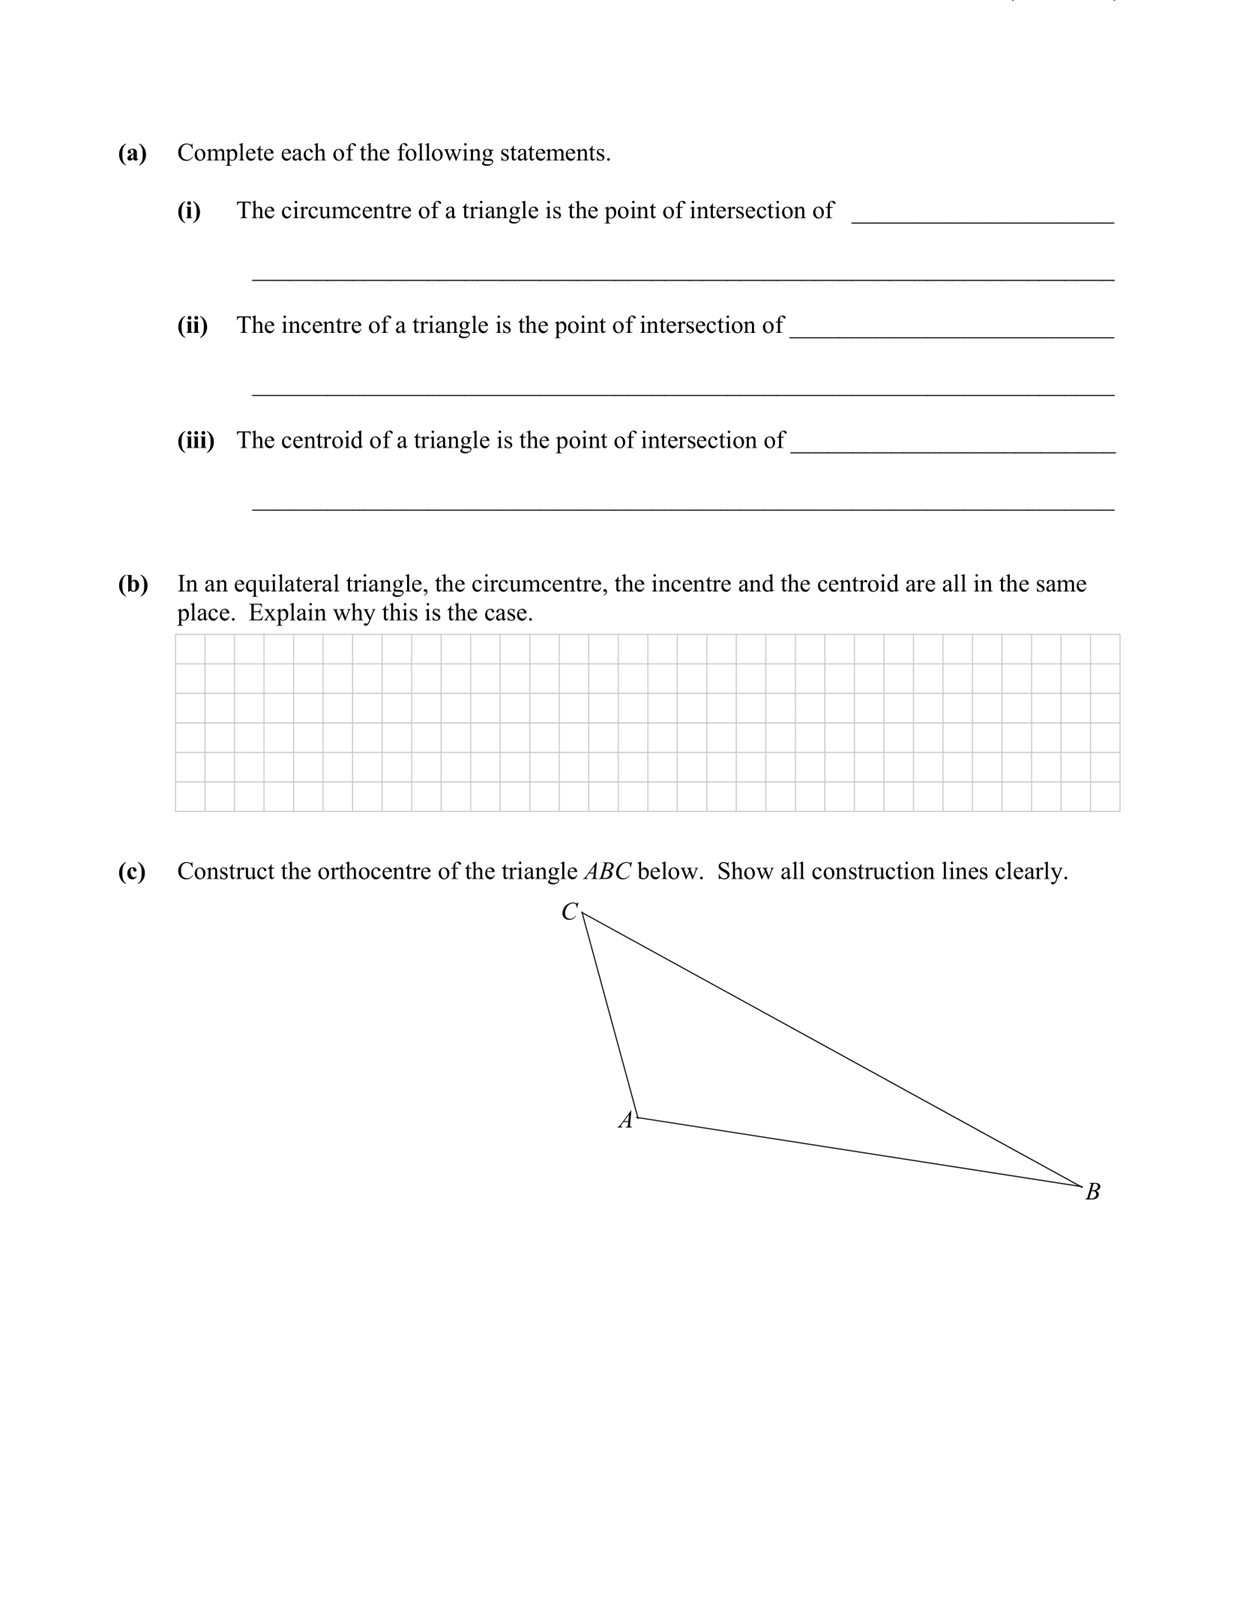 (a) Complete each of the following statements.
(i) The circumcentre of a triangle is the point of intersection of ____________________
____________________
(ii) The incentre of a triangle is the point of intersection of ____________________
____________________
(iii) The centroid of a triangle is the point of intersection of ____________________
____________________
(b) In an equilateral triangle, the circumcentre, the incentre and the centroid are all in the same
place. Explain why this is the case.
(c) Construct the orthocentre of the triangle ABC below. Show all construction lines clearly.
C
A
B